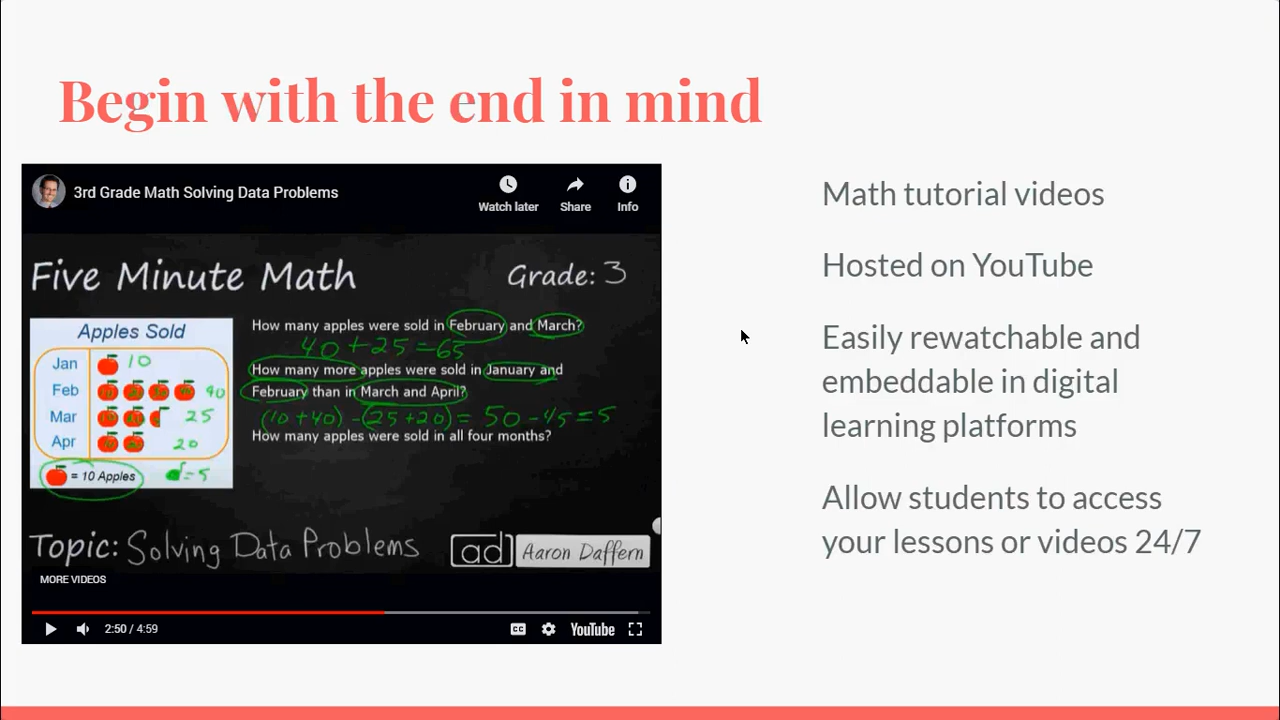 Begin with the end in mind
3rd Grade Math Solving Data Problems
Watch later
Share
Info
Five Minute Math
Grade: 3
Apples Sold
Jan 10
Feb 40
Mar 25
Apr 20
= 10 Apples
=5
How many apples were sold in February and March?
40 + 25 = 65
How many more apples were sold in January and
February than in March and April?
(10 + 40) - (25 + 20) = 50 - 45 = 5
How many apples were sold in all four months?
Topic: Solving Data Problems
ad Aaron Daffern
MORE VIDEOS
2:50 / 4:59
CC
YouTube
Math tutorial videos
Hosted on YouTube
Easily rewatchable and
embeddable in digital
learning platforms
Allow students to access
your lessons or videos 24/7